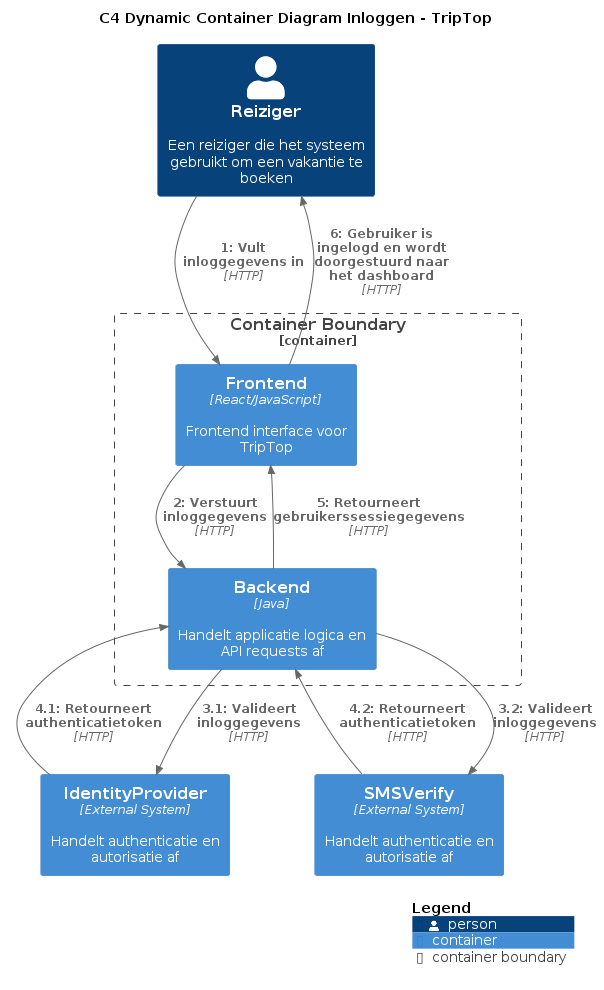 C4 Dynamic Container Diagram Inloggen - TripTop
Reiziger
Een reiziger die het systeem
gebruikt om een vakantie te
boeken
1: Vult
inloggegevens in
[HTTP]
6: Gebruiker is
ingelogd en wordt
doorgestuurd naar
het dashboard
[HTTP]
Container Boundary
[container]
Frontend
[React/JavaScript]
Frontend interface voor
TripTop
2: Verstuurt
inloggegevens
[HTTP]
5: Retourneert
gebruikerssessiegegevens
[HTTP]
Backend
[Java]
Handelt applicatie logica en
API requests af
4.1: Retourneert
authenticatietoken
[HTTP]
3.1: Valideert
inloggegevens
[HTTP]
4.2: Retourneert
authenticatietoken
[HTTP]
3.2: Valideert
inloggegevens
[HTTP]
IdentityProvider
[External System]
Handelt authenticatie en
autorisatie af
SMSVerify
[External System]
Handelt authenticatie en
autorisatie af
Legend
person
container
container boundary